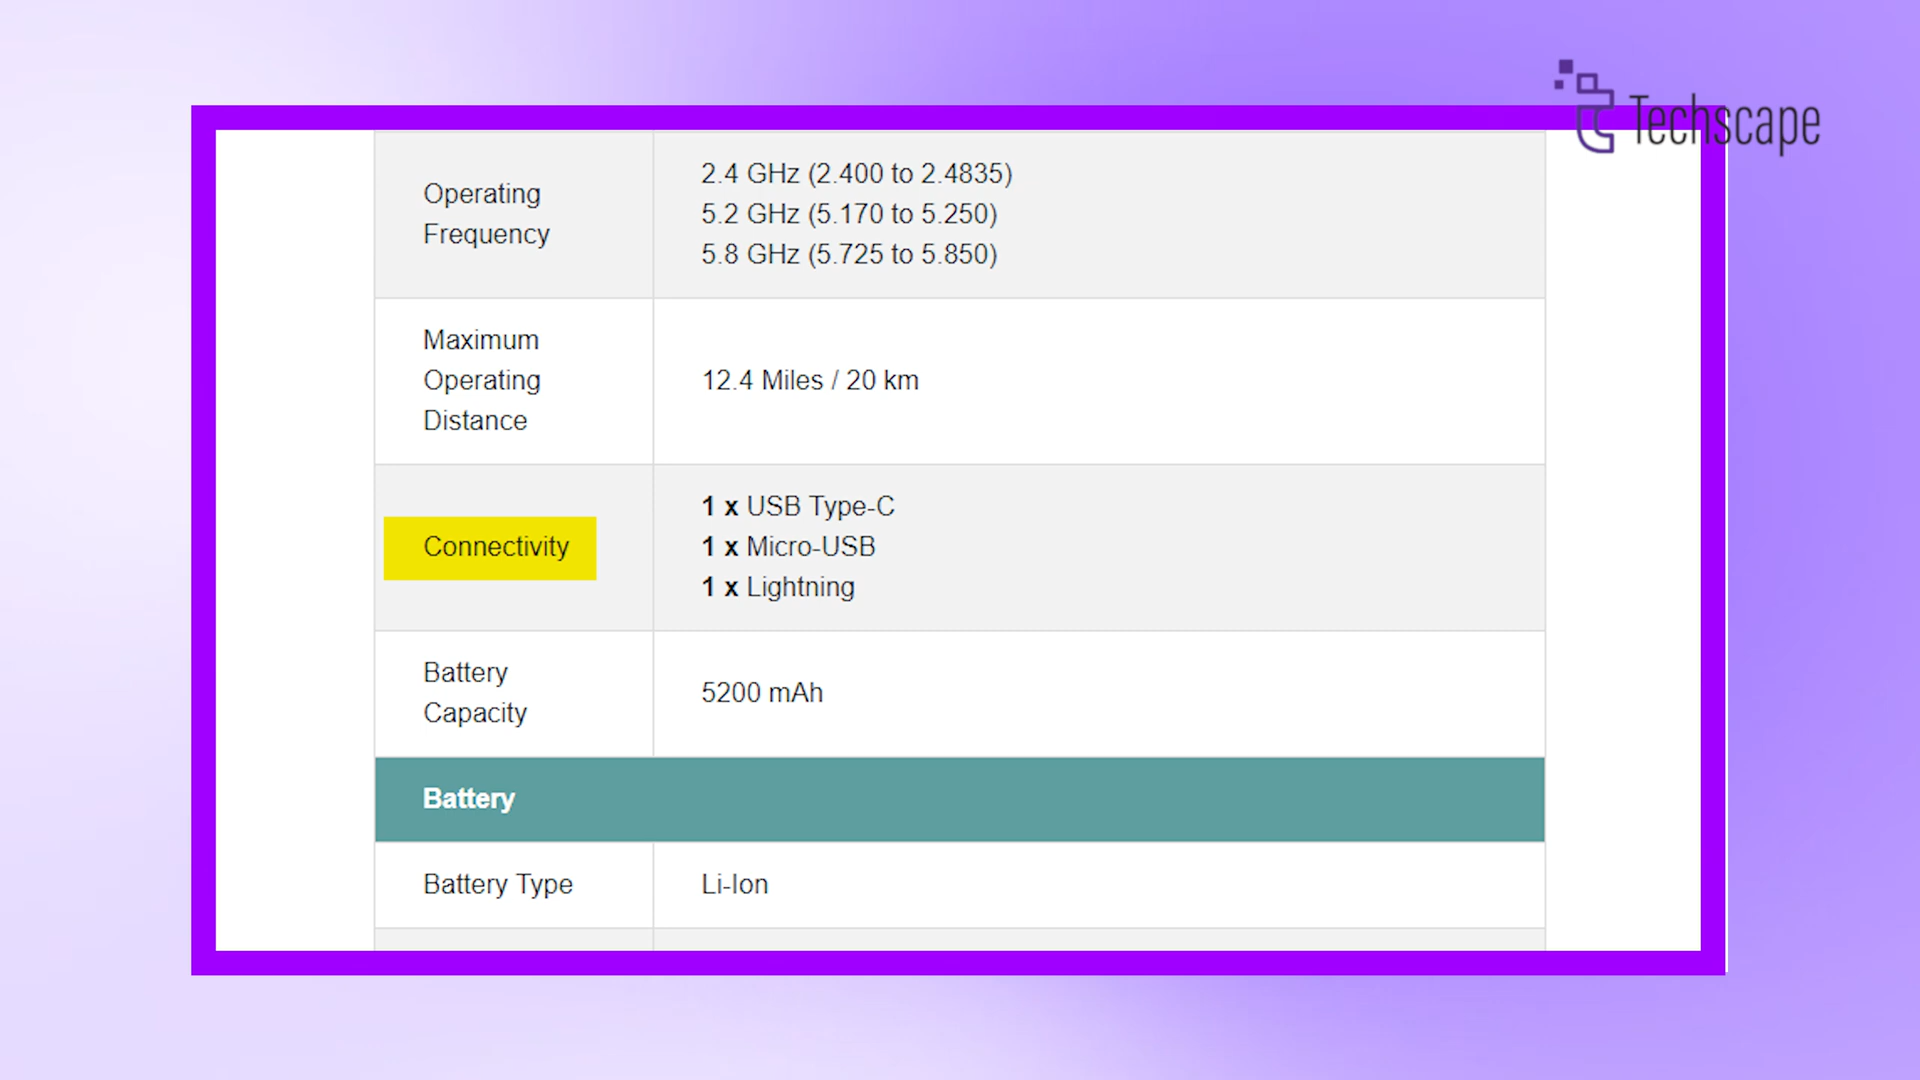 Techscape
Operating
Frequency
2.4 GHz (2.400 to 2.4835)
5.2 GHz (5.170 to 5.250)
5.8 GHz (5.725 to 5.850)
Maximum
Operating
Distance
12.4 Miles / 20 km
Connectivity
1 x USB Type-C
1 x Micro-USB
1 x Lightning
Battery
Capacity
5200 mAh
Battery
Battery Type
Li-Ion